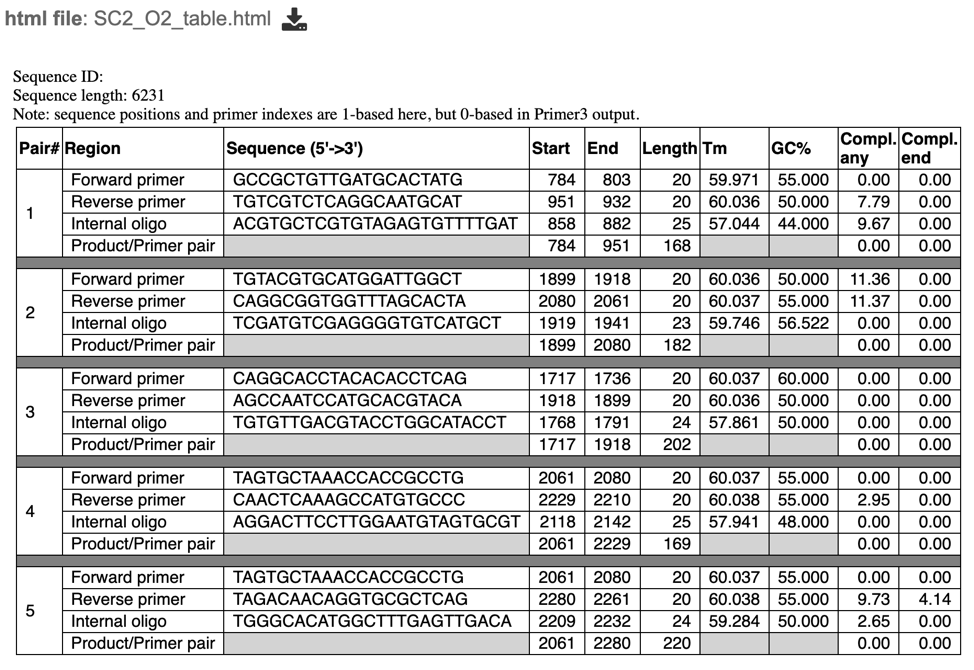 html file: SC2_O2_table.html
Sequence ID:
Sequence length: 6231
Note: sequence positions and primer indexes are 1-based here, but 0-based in Primer3 output.
Pair# Region Sequence (5'->3') Start End Length Tm GC% Compl. any Compl. end
1
Forward primer GCCGCTGTTGATGCACTATG 784 803 20 59.971 55.000 0.00 0.00
Reverse primer TGTCGTCTCAGGCAATGCAT 951 932 20 60.036 50.000 7.79 0.00
Internal oligo ACGTGCTCGTGTAGAGTGTTTTGAT 858 882 25 57.044 44.000 9.67 0.00
Product/Primer pair 784 951 168 0.00 0.00
2
Forward primer TGTACGTGCATGGATTGGCT 1899 1918 20 60.036 50.000 11.36 0.00
Reverse primer CAGGCGGTGGTTTAGCACTA 2080 2061 20 60.037 55.000 11.37 0.00
Internal oligo TCGATGTCGAGGGGTGTCATGCT 1919 1941 23 59.746 56.522 0.00 0.00
Product/Primer pair 1899 2080 182 0.00 0.00
3
Forward primer CAGGCACCTACACACCTCAG 1717 1736 20 60.037 60.000 0.00 0.00
Reverse primer AGCCAATCCATGCACGTACA 1918 1899 20 60.036 50.000 0.00 0.00
Internal oligo TGTGTTGACGTACCTGGCATACCT 1768 1791 24 57.861 50.000 0.00 0.00
Product/Primer pair 1717 1918 202 0.00 0.00
4
Forward primer TAGTGCTAAACCACCGCCTG 2061 2080 20 60.037 55.000 0.00 0.00
Reverse primer CAACTCAAAGCCATGTGCCC 2229 2210 20 60.038 55.000 2.95 0.00
Internal oligo AGGACTTCCTTGGAATGTAGTGCGT 2118 2142 25 57.941 48.000 0.00 0.00
Product/Primer pair 2061 2229 169 0.00 0.00
5
Forward primer TAGTGCTAAACCACCGCCTG 2061 2080 20 60.037 55.000 0.00 0.00
Reverse primer TAGACAACAGGTGCGCTCAG 2280 2261 20 60.038 55.000 9.73 4.14
Internal oligo TGGGCACATGGCTTTGAGTTGACA 2209 2232 24 59.284 50.000 2.65 0.00
Product/Primer pair 2061 2280 220 0.00 0.00